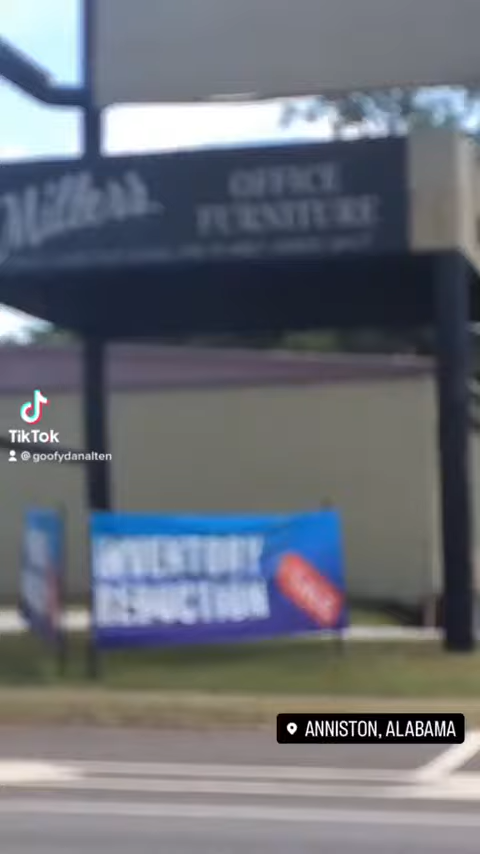 Miller's
OFFICE
FURNITURE
TikTok
@goofydanalten
INVENTORY
REDUCTION
SALE
ANNISTON, ALABAMA